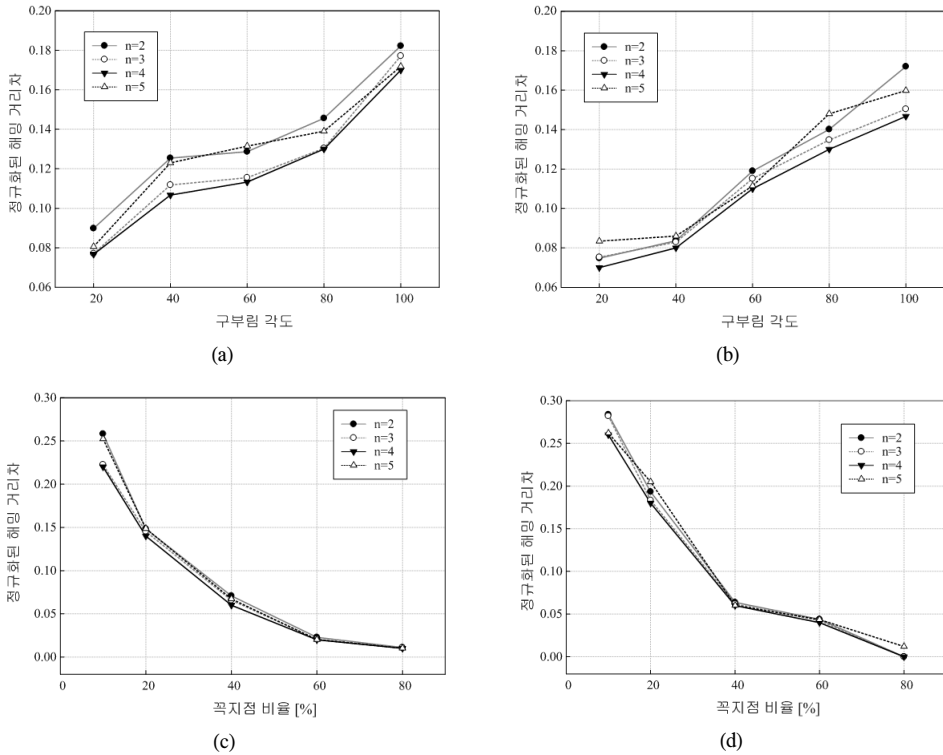 0.20
0.18
0.16
0.14
0.12
0.10
0.08
0.06
정규화된 해밍 거리차
n=2
n=3
n=4
n=5
20 40 60 80 100
구부림 각도
(a)
0.20
0.18
0.16
0.14
0.12
0.10
0.08
0.06
정규화된 해밍 거리차
n=2
n=3
n=4
n=5
20 40 60 80 100
구부림 각도
(b)
0.30
0.25
0.20
0.15
0.10
0.05
0.00
정규화된 해밍 거리차
n=2
n=3
n=4
n=5
0 20 40 60 80
꼭지점 비율 [%]
(c)
0.30
0.25
0.20
0.15
0.10
0.05
0.00
정규화된 해밍 거리차
n=2
n=3
n=4
n=5
0 20 40 60 80
꼭지점 비율 [%]
(d)